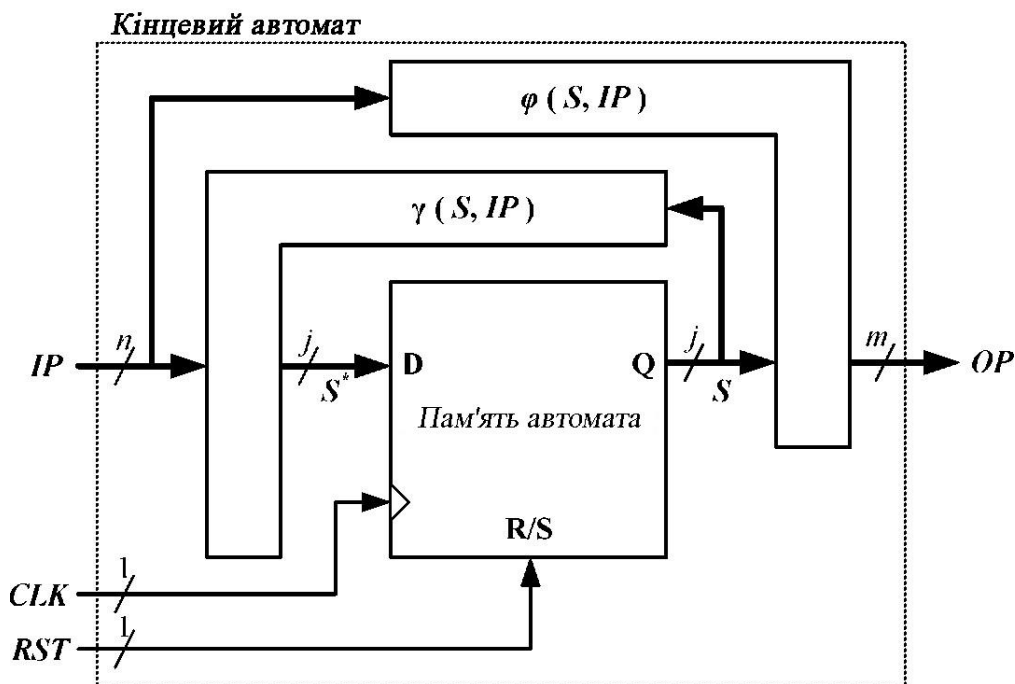 Кінцевий автомат
φ ( S, IP )
γ ( S, IP )
IP
n
j
S*
D
Q
j
S
m
OP
Пам'ять автомата
R/S
CLK
1
RST
1